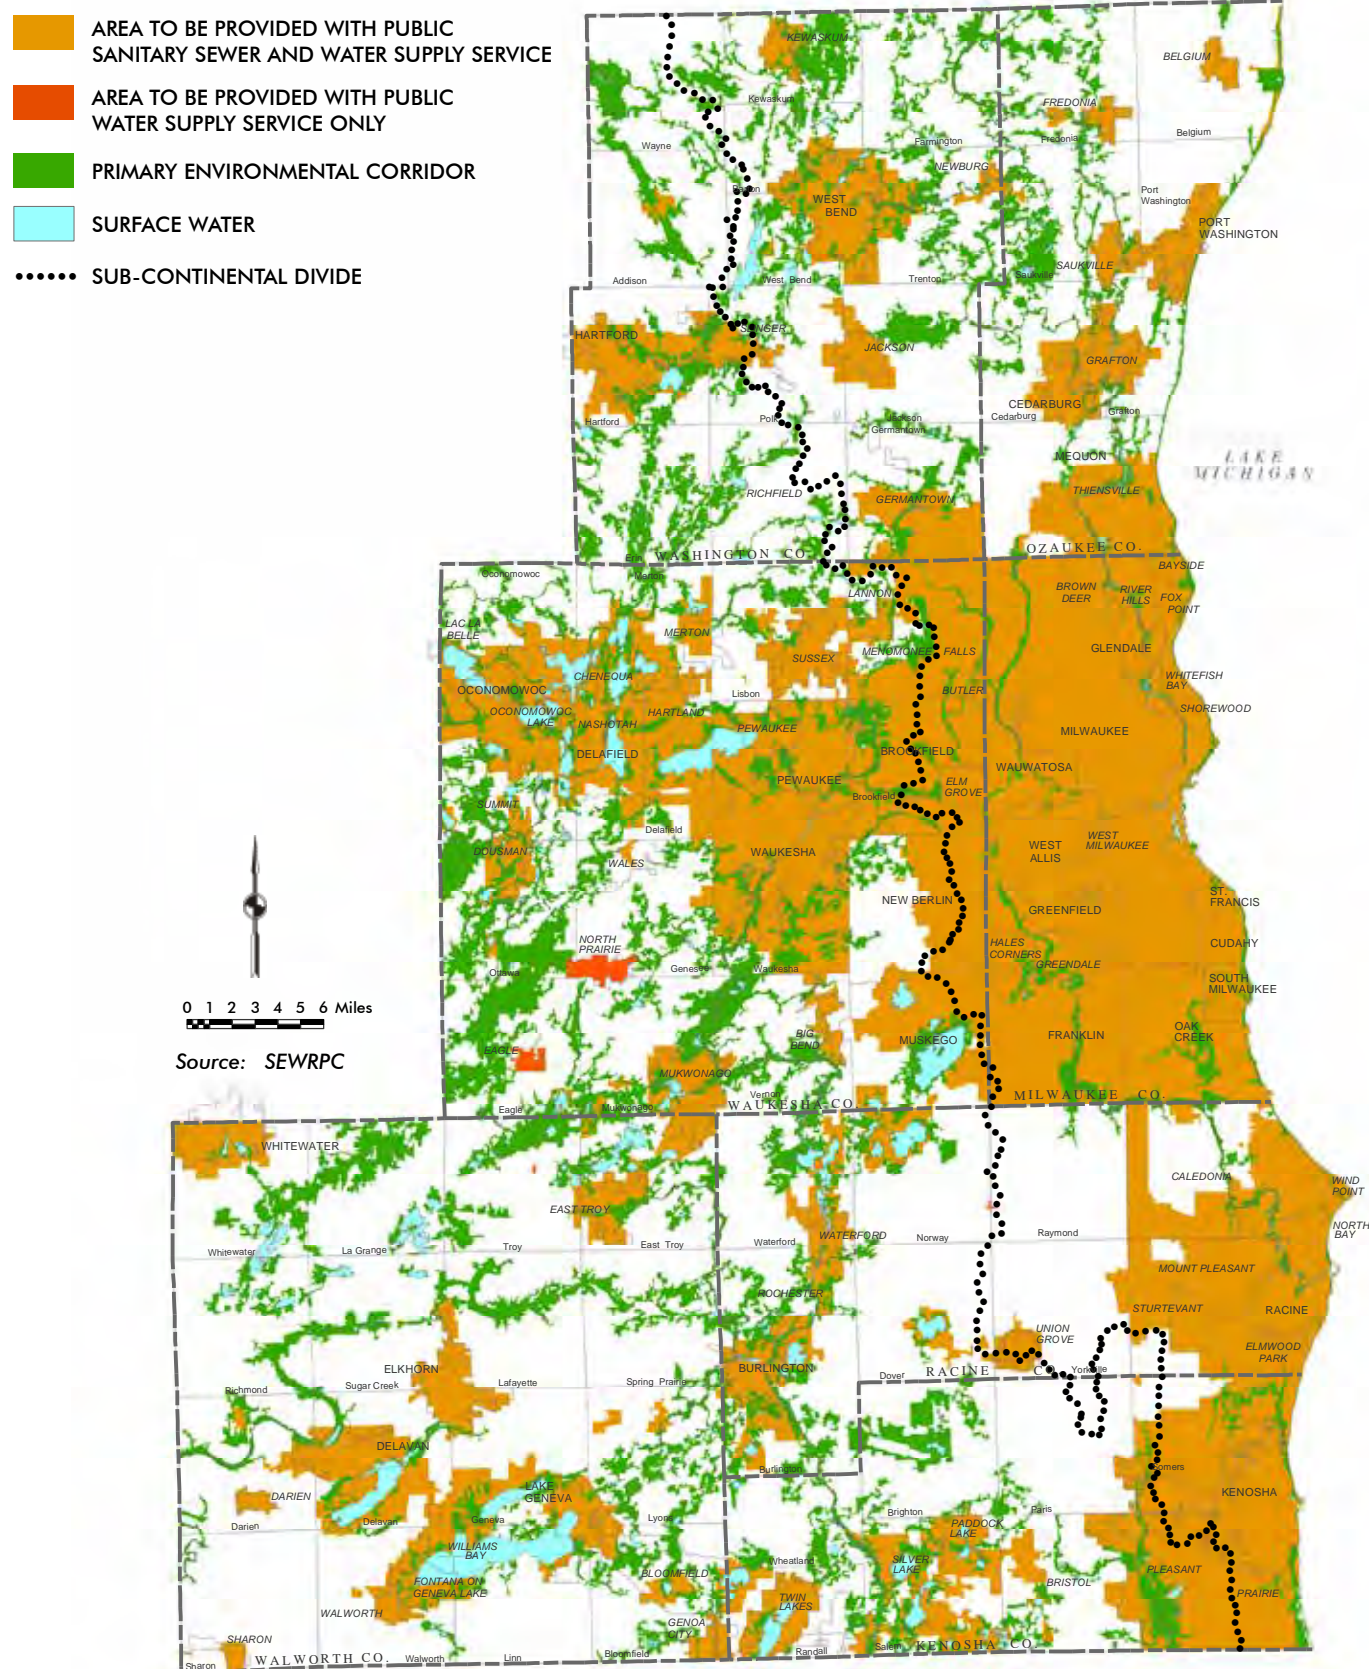 AREA TO BE PROVIDED WITH PUBLIC
SANITARY SEWER AND WATER SUPPLY SERVICE
AREA TO BE PROVIDED WITH PUBLIC
WATER SUPPLY SERVICE ONLY
PRIMARY ENVIRONMENTAL CORRIDOR
SURFACE WATER
SUB-CONTINENTAL DIVIDE
KEWASKUM
BELGIUM
Kewaskum
FREDONIA
Wayne
Farmington
Fredonia
Belgium
NEWBURG
Barton
WEST
BEND
Port
Washington
PORT
WASHINGTON
SAUKVILLE
Saukville
Addison
West Bend
Trenton
HARTFORD
SLINGER
JACKSON
GRAFTON
CEDARBURG
Cedarburg
Grafton
Hartford
Polk
Jackson
Germantown
MEQUON
LAKE
MICHIGAN
RICHFIELD
GERMANTOWN
THIENSVILLE
Erin
WASHINGTON CO.
OZAUKEE CO.
Oconomowoc
Merton
LANNON
BAYSIDE
BROWN
DEER
RIVER
HILLS
FOX
POINT
LAC LA
BELLE
MERTON
SUSSEX
MENOMONEE FALLS
GLENDALE
CHENEQUA
WHITEFISH
BAY
OCONOMOWOC
Lisbon
BUTLER
SHOREWOOD
OCONOMOWOC
LAKE
NASHOTAH
HARTLAND
PEWAUKEE
MILWAUKEE
DELAFIELD
BROOKFIELD
WAUWATOSA
PEWAUKEE
Brookfield
ELM
GROVE
SUMMIT
Delafield
DOUSMAN
WALES
WAUKESHA
WEST
ALLIS
WEST
MILWAUKEE
NEW BERLIN
GREENFIELD
ST.
FRANCIS
NORTH
PRAIRIE
HALES
CORNERS
GREENDALE
CUDAHY
Ottawa
Genesee
Waukesha
SOUTH
MILWAUKEE
0 1 2 3 4 5 6 Miles
Source: SEWRPC
EAGLE
BIG
BEND
MUSKEGO
FRANKLIN
OAK
CREEK
MUKWONAGO
Vernon
Eagle
Mukwonago
WAUKESHA CO.
MILWAUKEE CO.
WHITEWATER
CALEDONIA
WIND
POINT
EAST TROY
NORTH
BAY
Whitewater
La Grange
Troy
East Troy
Waterford
WATERFORD
Norway
Raymond
MOUNT PLEASANT
ROCHESTER
STURTEVANT
RACINE
UNION
GROVE
ELMWOOD
PARK
ELKHORN
BURLINGTON
Dover
RACINE CO.
Yorkville
Richmond
Sugar Creek
Lafayette
Spring Prairie
DELAVAN
Burlington
Somers
DARIEN
LAKE
GENEVA
KENOSHA
Darien
Delavan
Geneva
Lyons
Brighton
Paris
PADDOCK
LAKE
WILLIAMS
BAY
Wheatland
SILVER
LAKE
FONTANA ON
GENEVA LAKE
BLOOMFIELD
BRISTOL
PLEASANT PRAIRIE
TWIN
LAKES
WALWORTH
GENOA
CITY
SHARON
Sharon
WALWORTH CO.
Walworth
Linn
Bloomfield
Randall
Salem
KENOSHA CO.